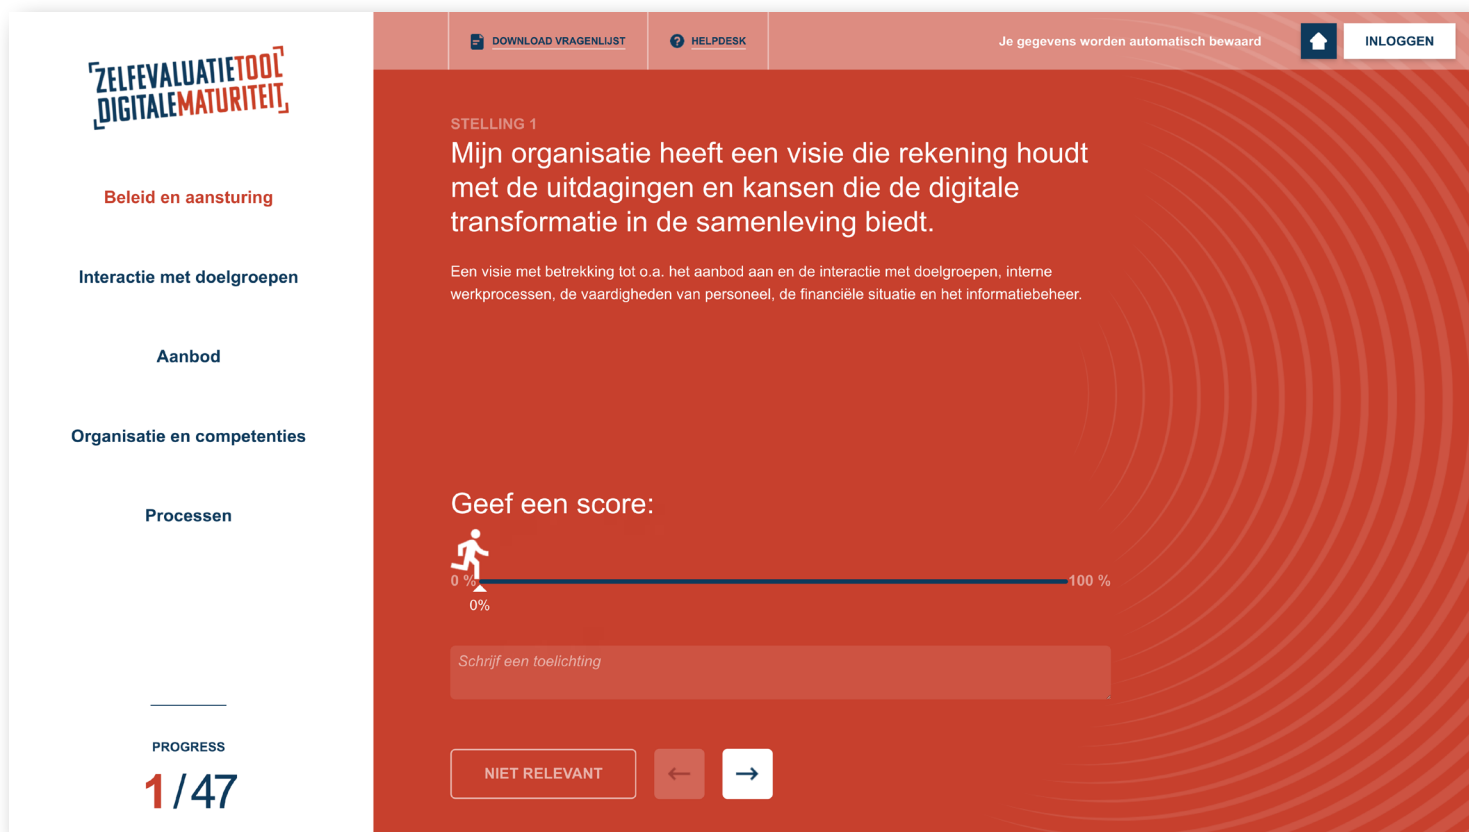 ZELFEVALUATIETOOL
DIGITALEMATURITEIT
Beleid en aansturing
Interactie met doelgroepen
Aanbod
Organisatie en competenties
Processen
PROGRESS
1/47
DOWNLOAD VRAGENLIJST
HELPDESK
Je gegevens worden automatisch bewaard
INLOGGEN
STELLING 1
Mijn organisatie heeft een visie die rekening houdt
met de uitdagingen en kansen die de digitale
transformatie in de samenleving biedt.
Een visie met betrekking tot o.a. het aanbod aan en de interactie met doelgroepen, interne
werkprocessen, de vaardigheden van personeel, de financiële situatie en het informatiebeheer.
Geef een score:
0 % 100 %
0%
Schrijf een toelichting
NIET RELEVANT